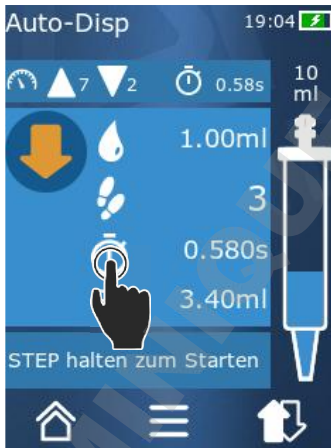 Auto-Disp 19:04
7 2 0.58s
10 ml
1.00ml
3
0.580s
3.40ml
STEP halten zum Starten